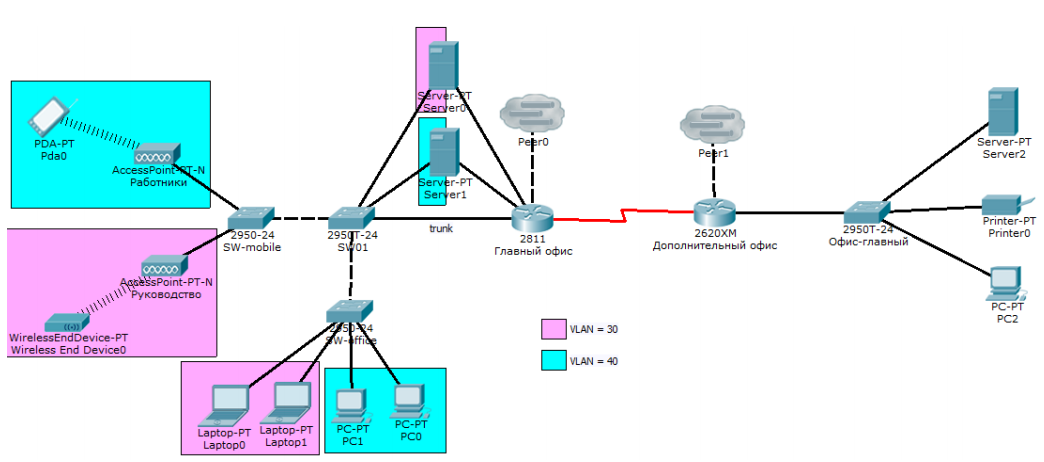 Server-PT
Server0
Peer0
PDA-PT
Pda0
AccessPoint-PT-N
Работники
Server-PT
Server1
Peer1
Server-PT
Server2
2950-24
SW-mobile
2950T-24
SW01
trunk
2811
Главный офис
2620XM
Дополнительный офис
2950T-24
Офис-главный
Printer-PT
Printer0
AccessPoint-PT-N
Руководство
WirelessEndDevice-PT
Wireless End Device0
2950-24
SW-office
PC-PT
PC2
VLAN = 30
VLAN = 40
Laptop-PT
Laptop0
Laptop-PT
Laptop1
PC-PT
PC1
PC-PT
PC0